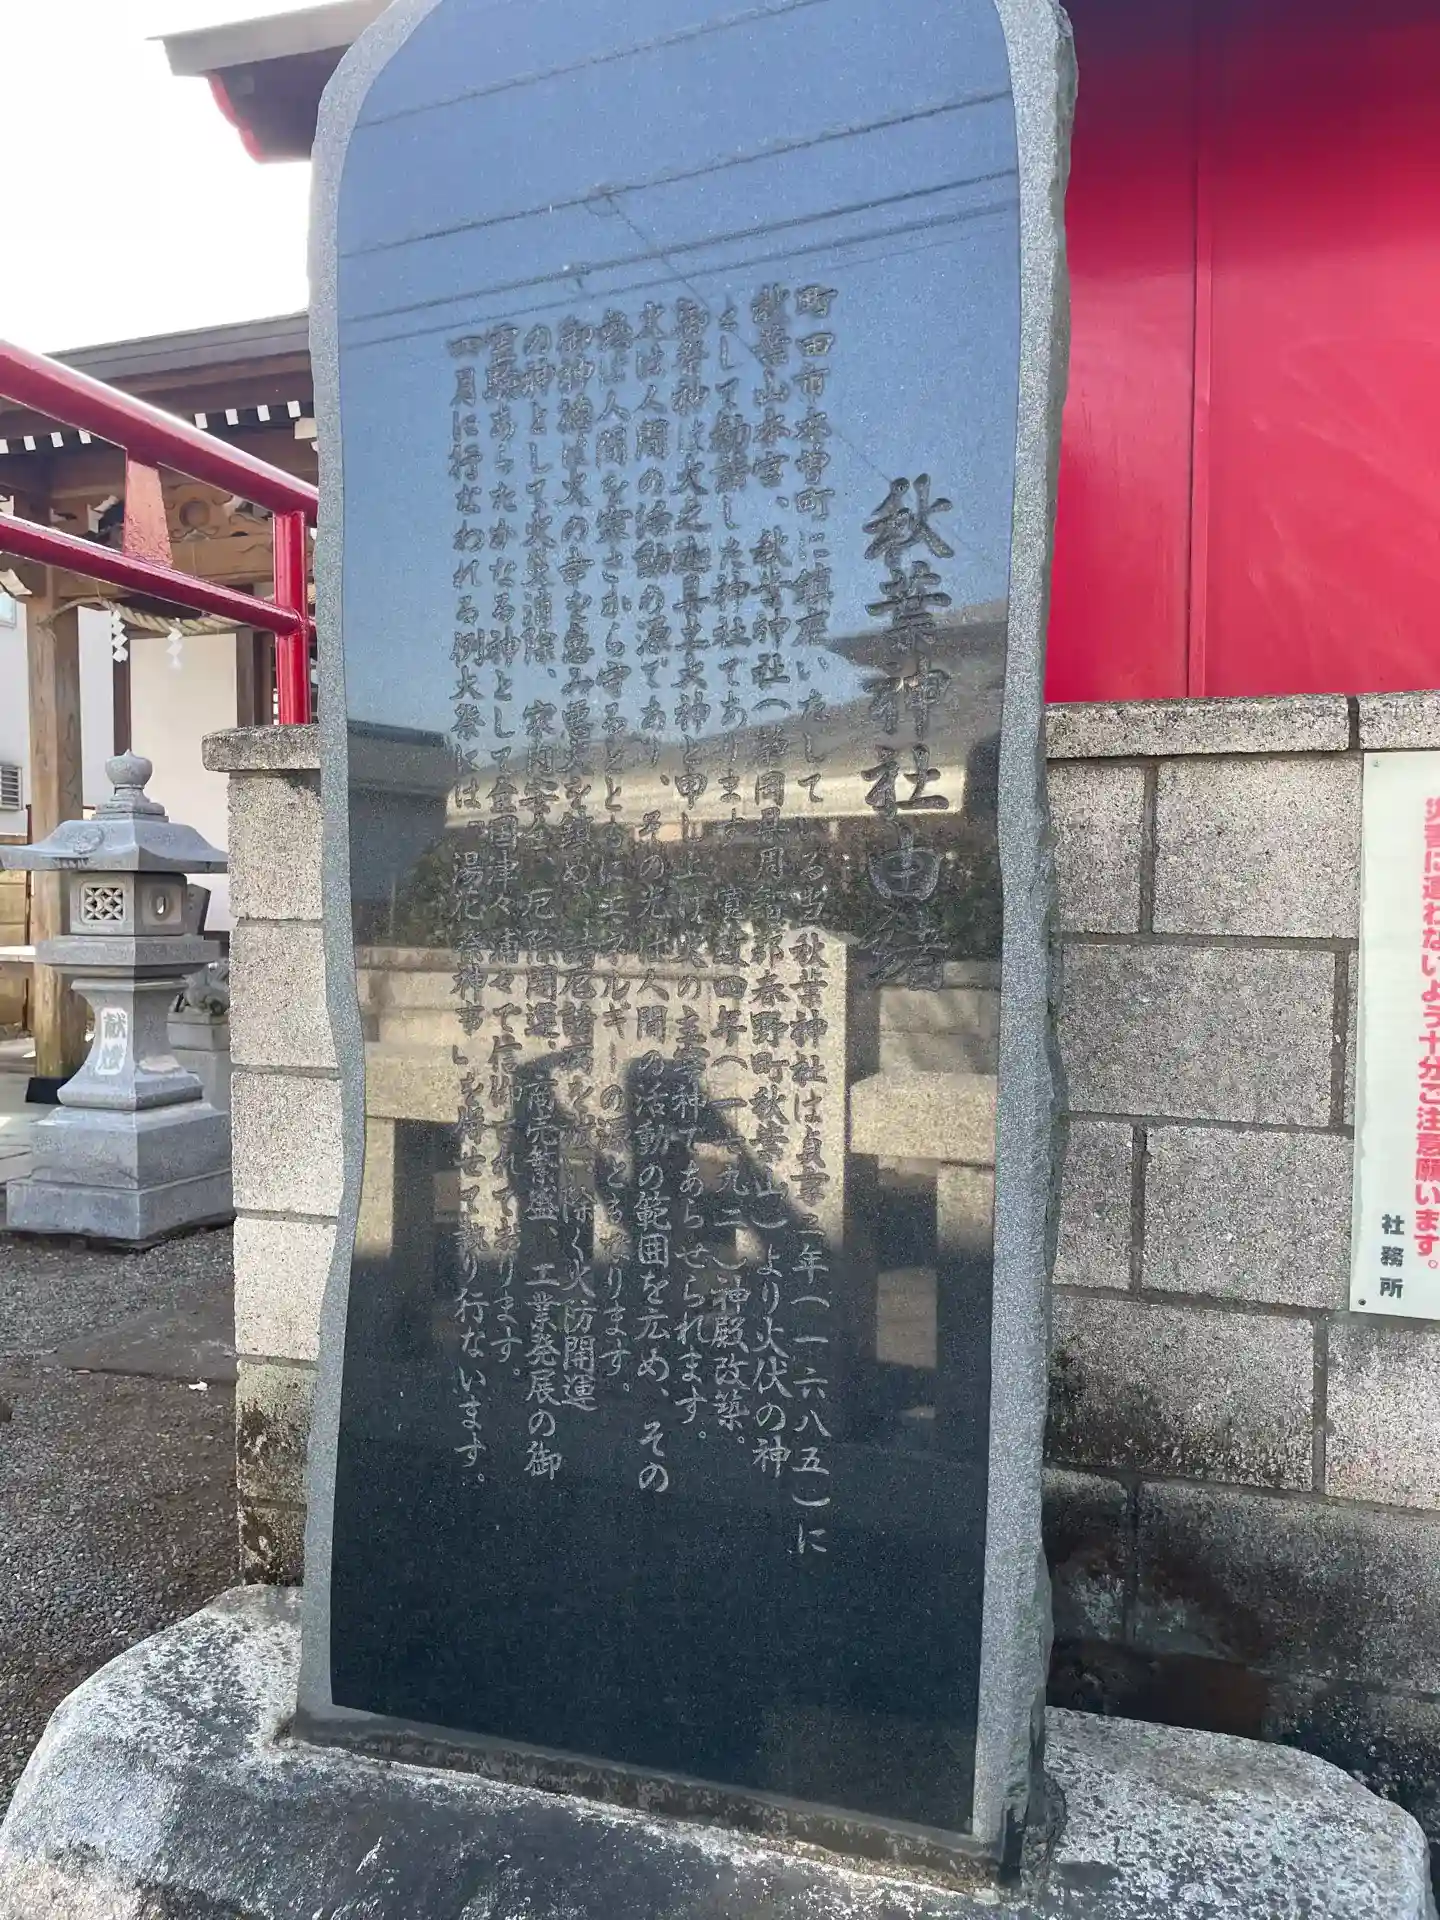 秋葉神社由緒
町田市木曽町に鎮座いたしている当秋葉神社は貞享二年(一六八五)に
秋葉山本宮、秋葉神社(静岡県周智郡春野町秋葉山)より火伏の神
として勧請した神社であります。寛政四年(一七九二)神殿改築。
御祭神は火之迦具土大神と申し上げ火の主宰神であらせられます。
火は人間の活動の源であり、その光は人間の活動の範囲を広め、その
熱は人間を寒さから守るとともにエネルギーの源ともなります。
御神徳は火の幸を恵み悪火を鎮め、諸厄諸病を祓い除く火防開運
の神として火災消除、家内安全、厄除開運、商売繁盛、工業発展の御
霊験あらたかなる神として全国津々浦々で信仰されて居ります。
四月に行なわれる例大祭には「湯花祭神事」を併せて執り行ないます。
献燈
災害に遭わないよう十分ご注意願います。
社務所